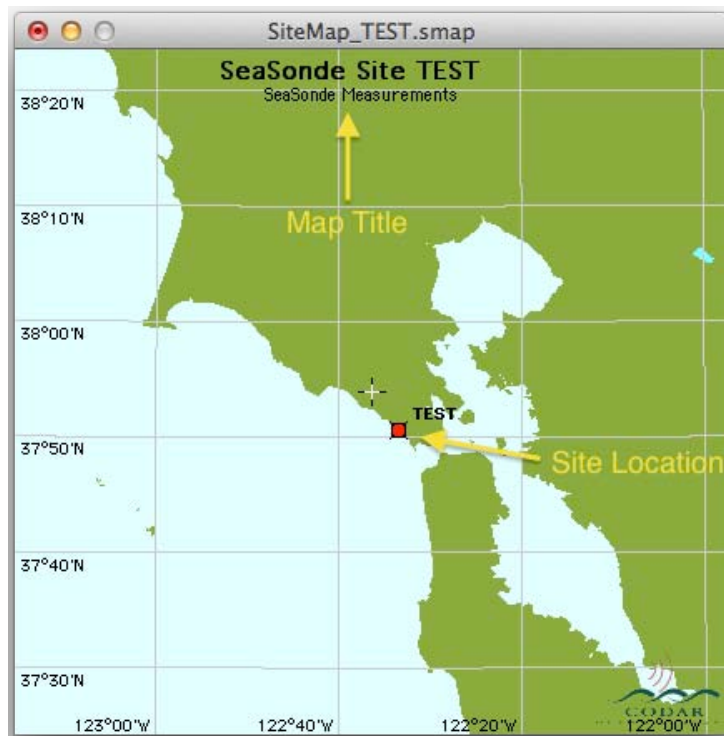 SiteMap_TEST.smap
SeaSonde Site TEST
SeaSonde Measurements
38°20'N
Map Title
38°10'N
38°00'N
TEST
37°50'N
Site Location
37°40'N
37°30'N
CODAR
123°00'W
122°40'W
122°20'W
122°00'W